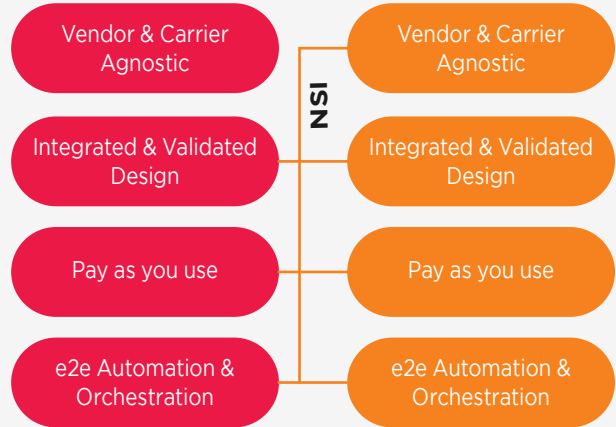 Vendor & Carrier
Agnostic
Vendor & Carrier
Agnostic
NSI
Integrated & Validated
Design
Integrated & Validated
Design
Pay as you use
Pay as you use
e2e Automation &
Orchestration
e2e Automation &
Orchestration